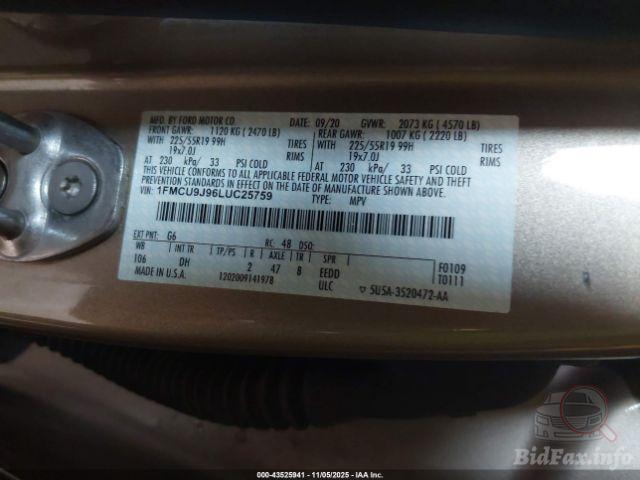 MFD. BY FORD MOTOR CO.
DATE: 09/20 GVWR: 2073 KG ( 4570 LB)
FRONT GAWR: 1120 KG ( 2470 LB) REAR GAWR: 1007 KG ( 2220 LB)
WITH 225/55R19 99H TIRES WITH 225/55R19 99H TIRES
19x7.0J RIMS 19x7.0J RIMS
AT 230 kPa/ 33 PSI COLD AT 230 kPa/ 33 PSI COLD
THIS VEHICLE CONFORMS TO ALL APPLICABLE FEDERAL MOTOR VEHICLE SAFETY AND THEFT
PREVENTION STANDARDS IN EFFECT ON THE DATE OF MANUFACTURE SHOWN ABOVE.
VIN: 1FMCU9J96LUC25759 TYPE: MPV
EXT PNT: G6 RC: 48 DSO:
WB INT TR TP/PS R AXLE TR SPR
106 DH 2 47 8 EEDD
MADE IN U.S.A. 1202009141978 ULC
F0109
T0111
5U5A-3520472-AA
BidFax.info
000-43525941 - 11/05/2025 - IAA Inc.